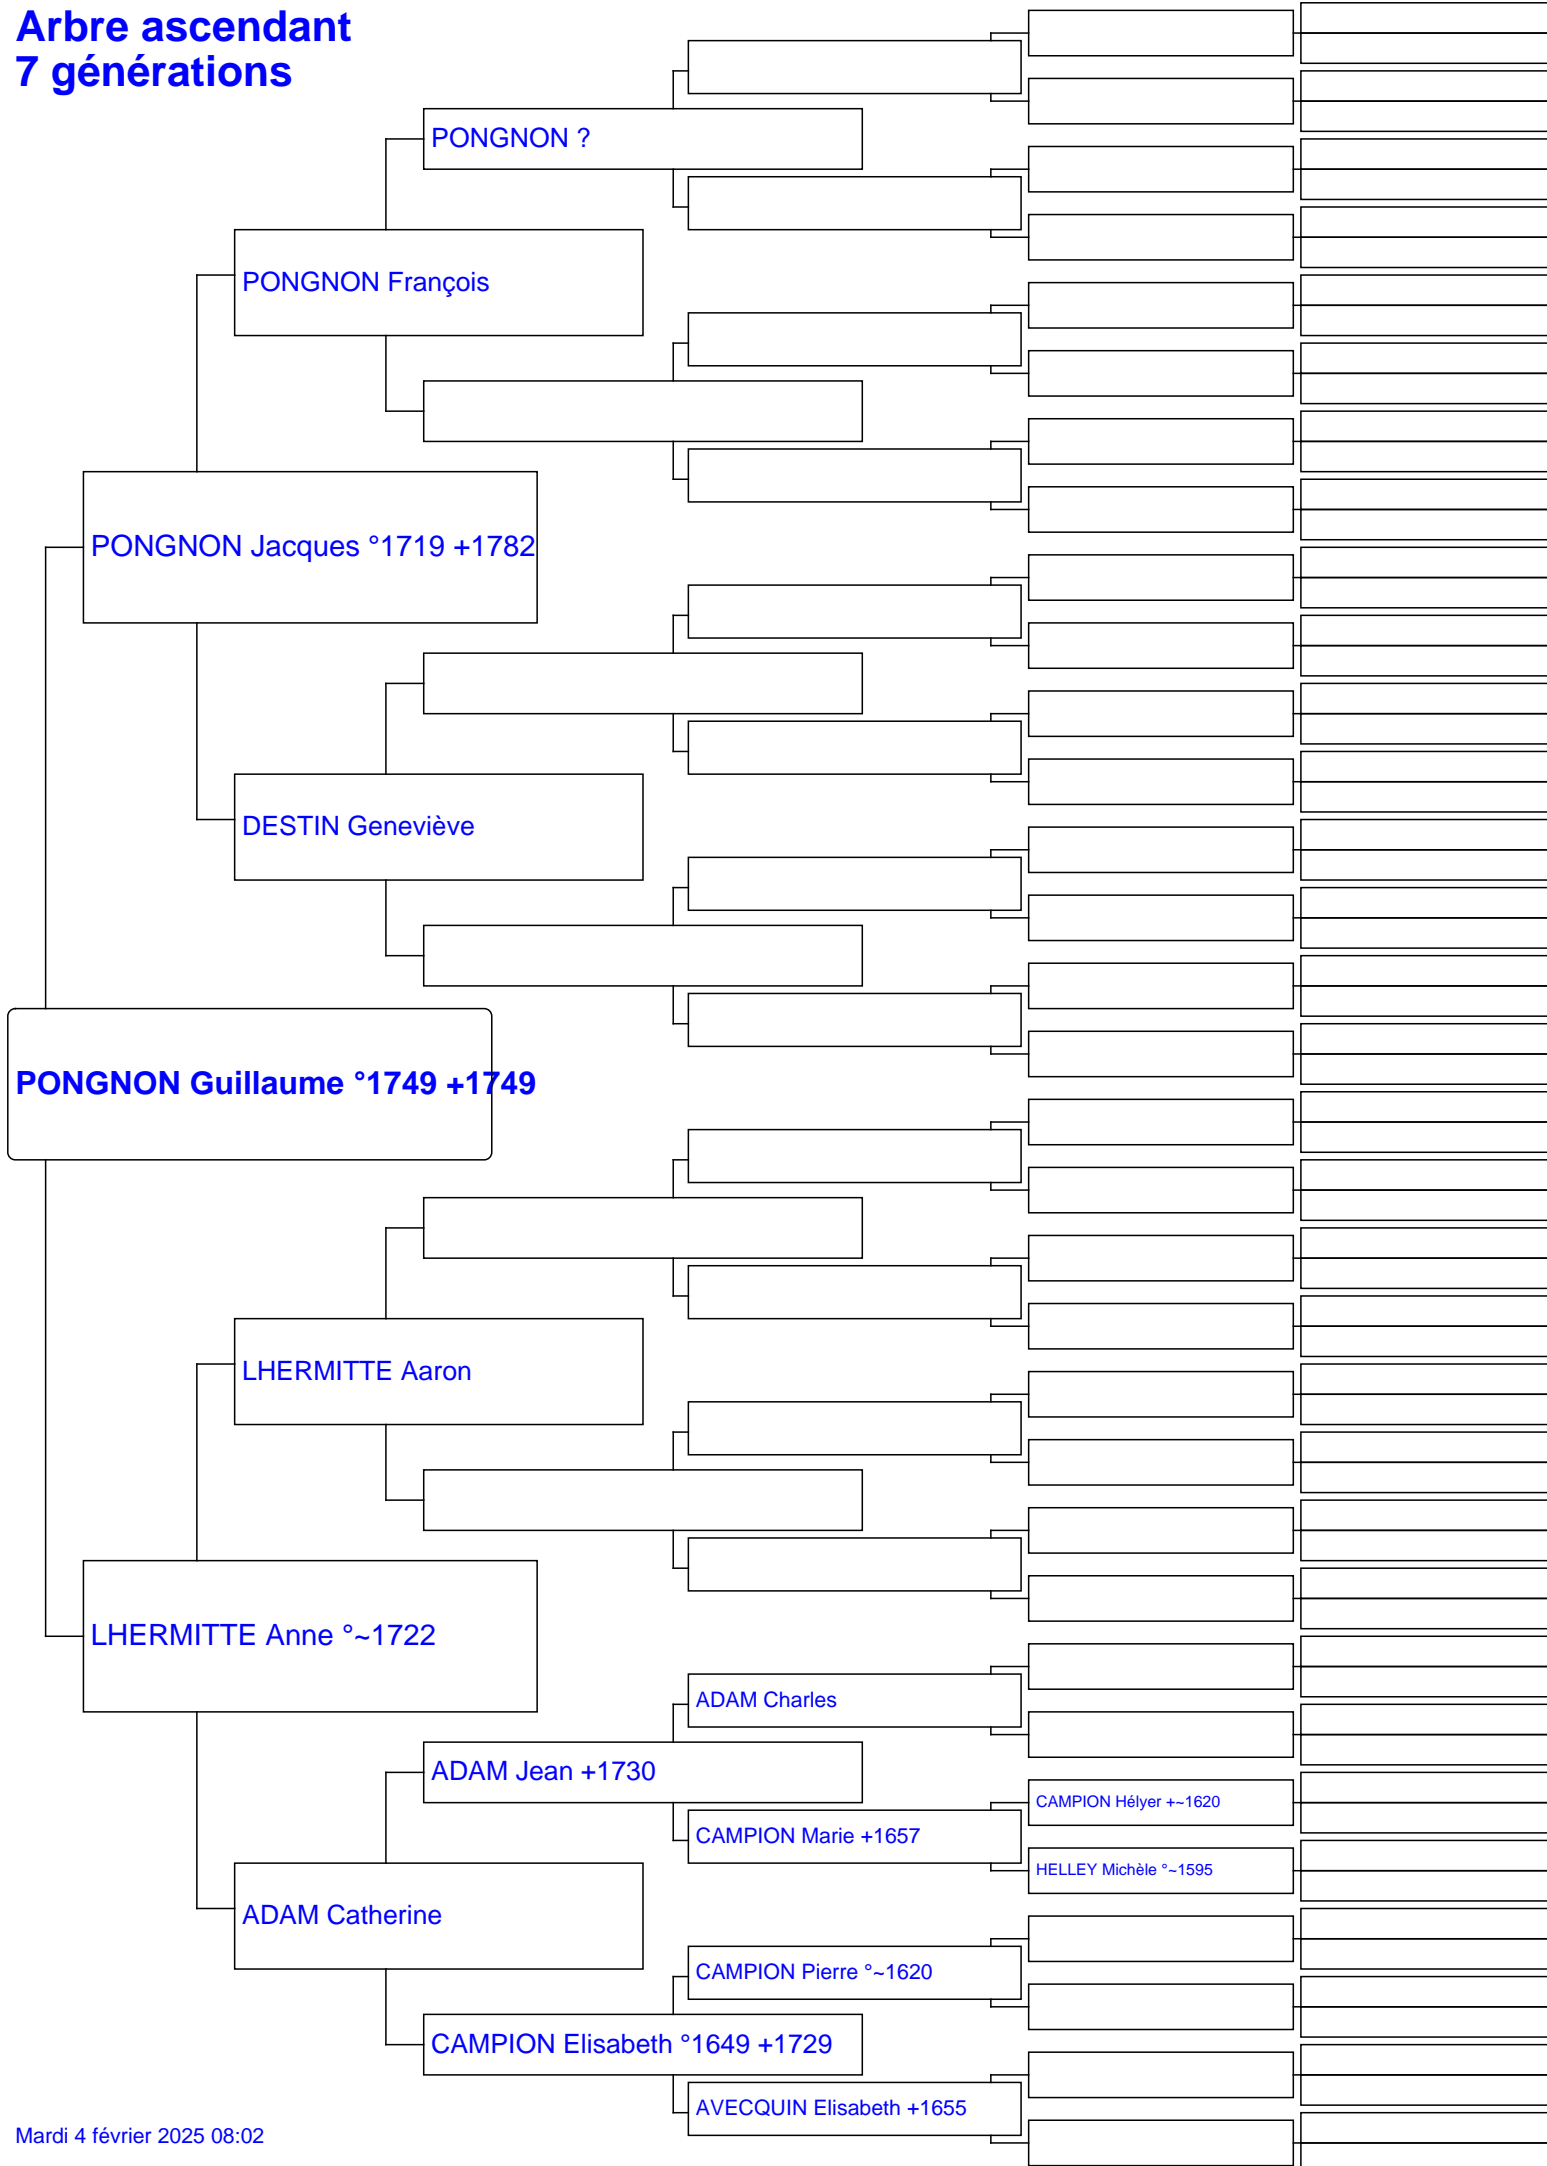 Arbre ascendant
7 générations
PONGNON ?
PONGNON François
PONGNON Jacques °1719 +1782
DESTIN Geneviève
PONGNON Guillaume °1749 +1749
LHERMITTE Aaron
LHERMITTE Anne °~1722
ADAM Charles
ADAM Jean +1730
CAMPION Hélyer +~1620
CAMPION Marie +1657
HELLEY Michèle °~1595
ADAM Catherine
CAMPION Pierre °~1620
CAMPION Elisabeth °1649 +1729
AVECQUIN Elisabeth +1655
Mardi 4 février 2025 08:02